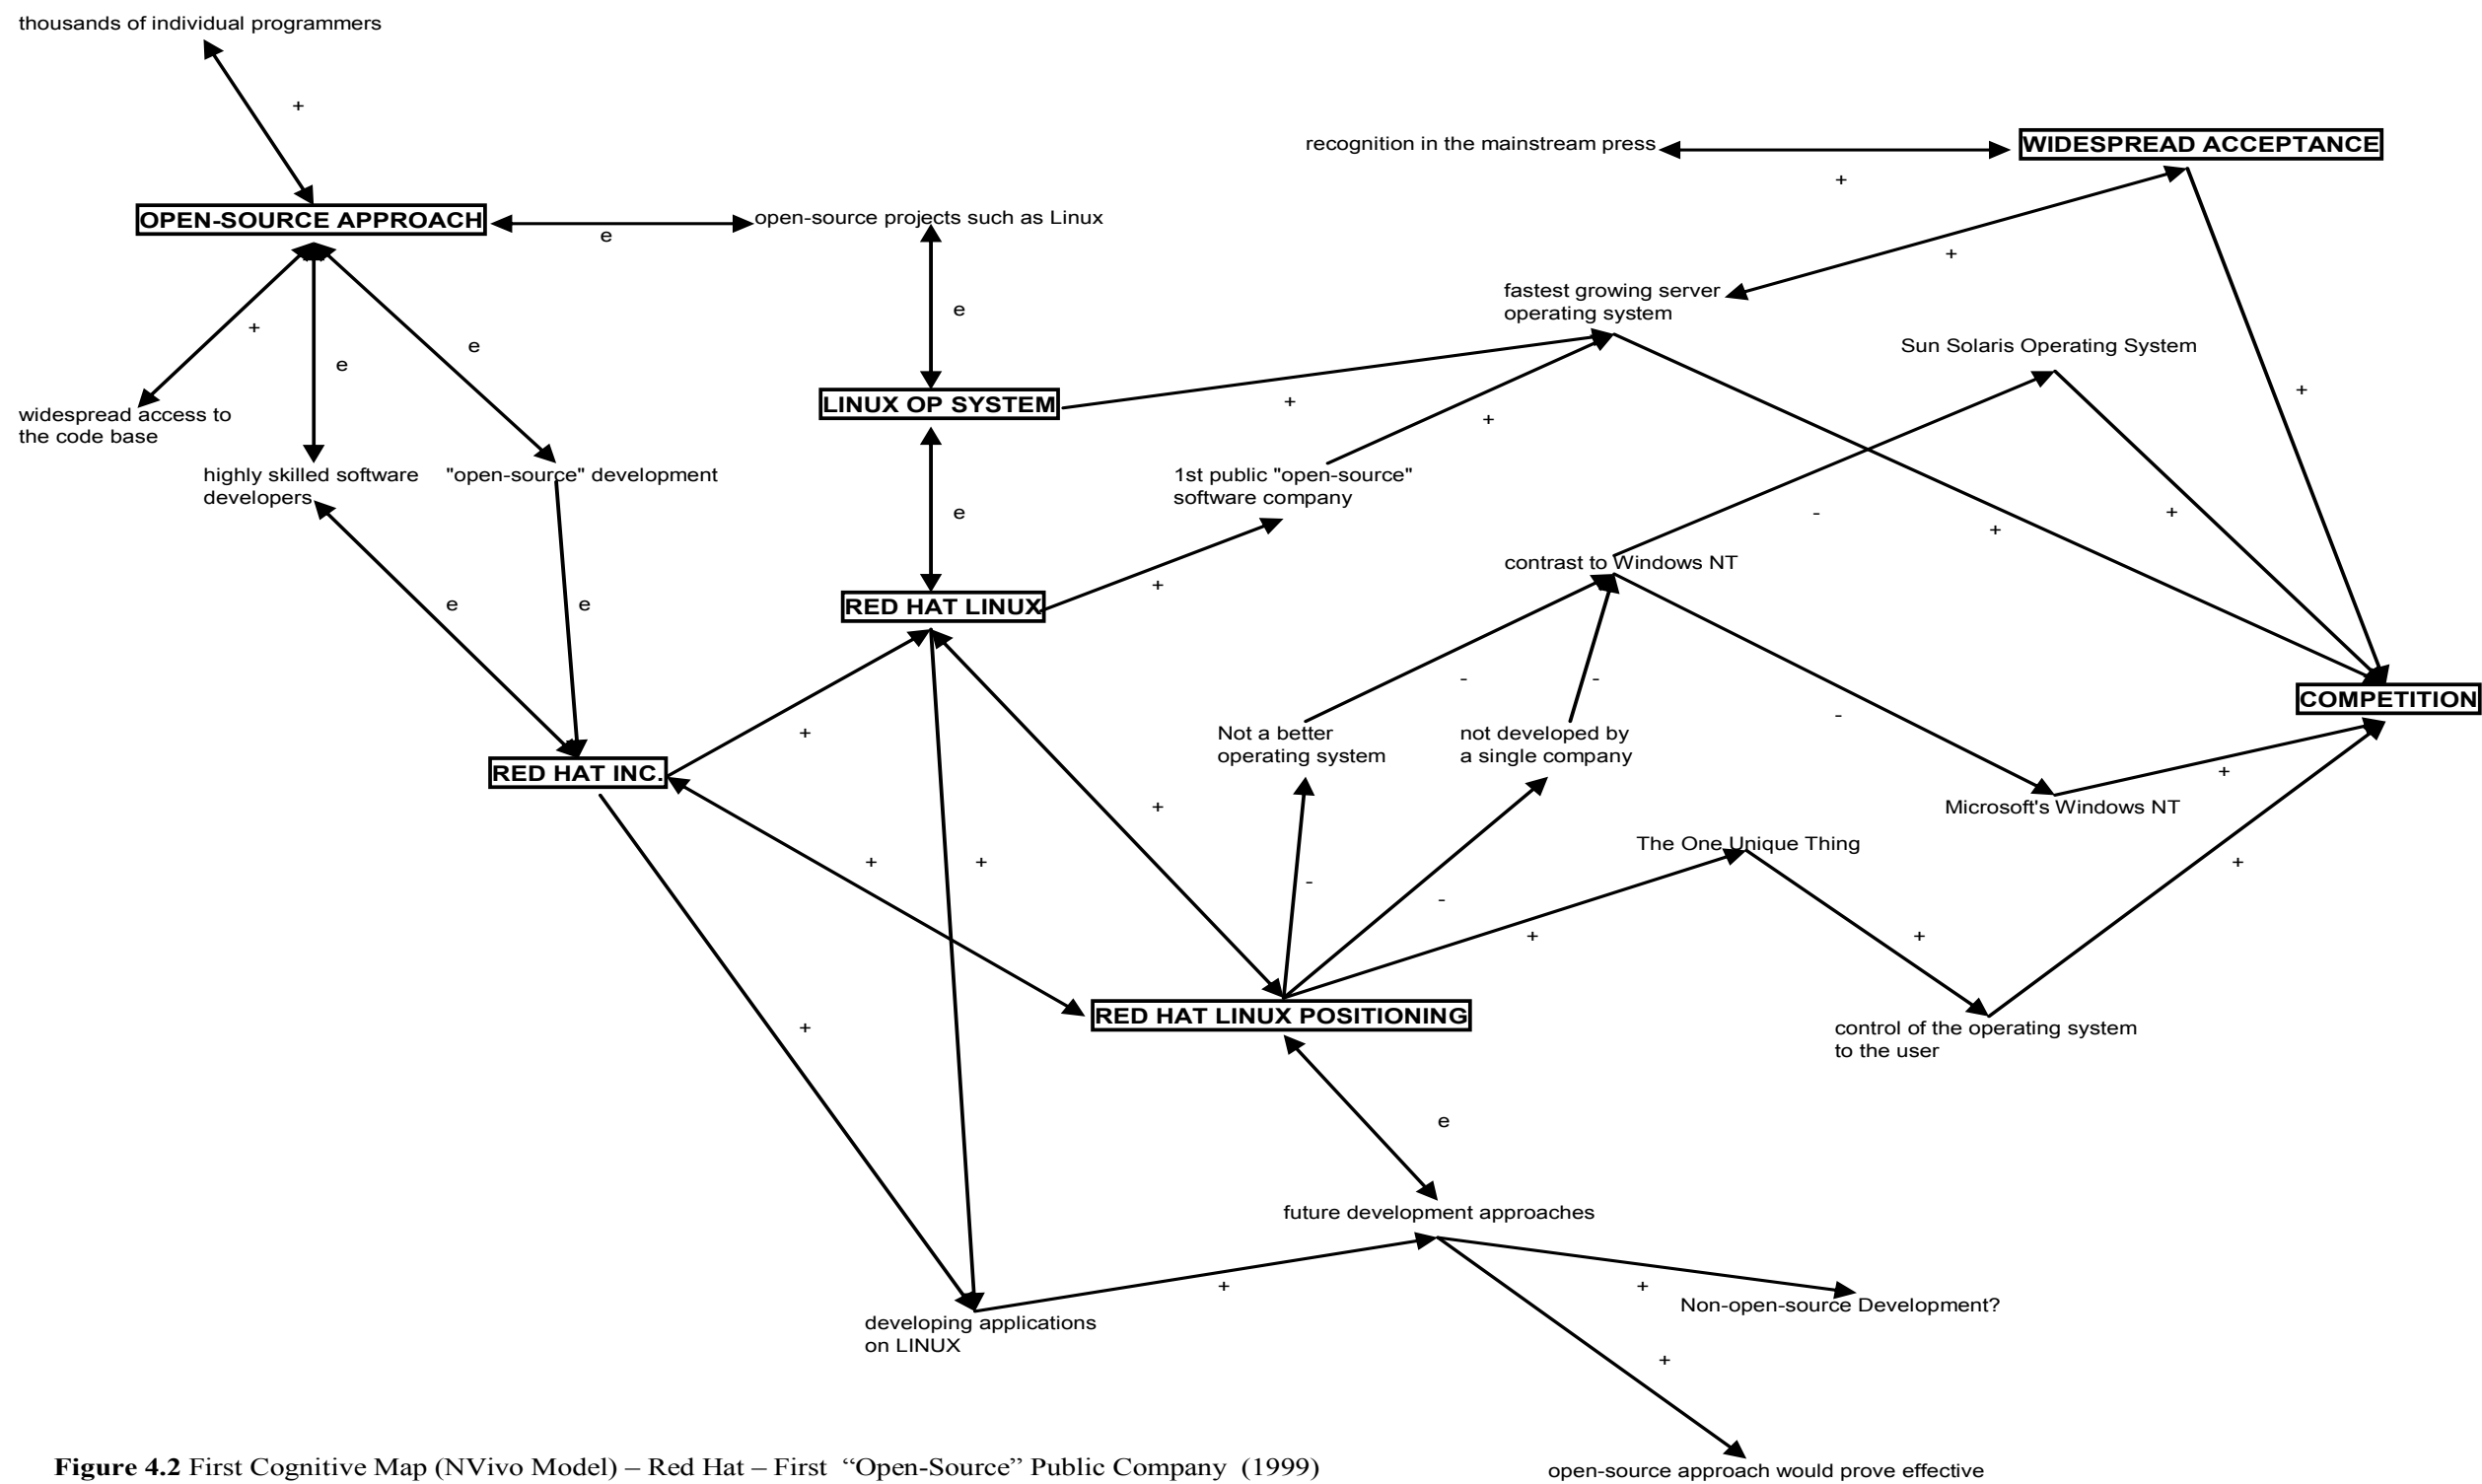 thousands of individual programmers
+
recognition in the mainstream press
WIDESPREAD ACCEPTANCE
+
OPEN-SOURCE APPROACH
e
open-source projects such as Linux
+
e
fastest growing server
operating system
+
e
e
Sun Solaris Operating System
widespread access to
the code base
LINUX OP SYSTEM
+
+
+
highly skilled software
developers
"open-source" development
1st public "open-source"
software company
e
-
+
+
contrast to Windows NT
e
e
RED HAT LINUX
+
-
-
COMPETITION
+
Not a better
operating system
not developed by
a single company
-
RED HAT INC.
+
Microsoft's Windows NT
+
The One Unique Thing
+
+
+
-
-
+
+
RED HAT LINUX POSITIONING
+
control of the operating system
to the user
e
future development approaches
+
+
Non-open-source Development?
developing applications
on LINUX
+
Figure 4.2 First Cognitive Map (NVivo Model) – Red Hat – First “Open-Source” Public Company (1999)
open-source approach would prove effective